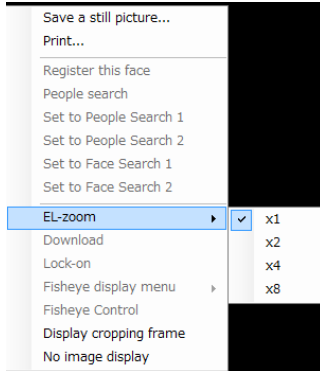 Save a still picture...
Print...
Register this face
People search
Set to People Search 1
Set to People Search 2
Set to Face Search 1
Set to Face Search 2
EL-zoom
x1
x2
x4
x8
Download
Lock-on
Fisheye display menu
Fisheye Control
Display cropping frame
No image display